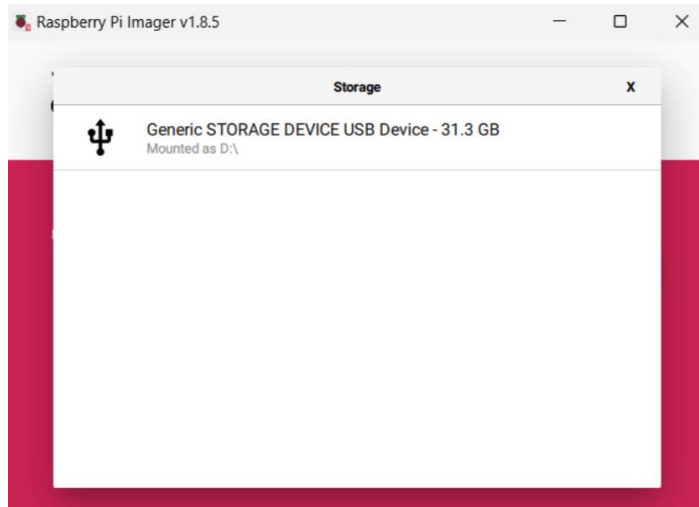 Raspberry Pi Imager v1.8.5
Storage
X
Generic STORAGE DEVICE USB Device - 31.3 GB
Mounted as D:\